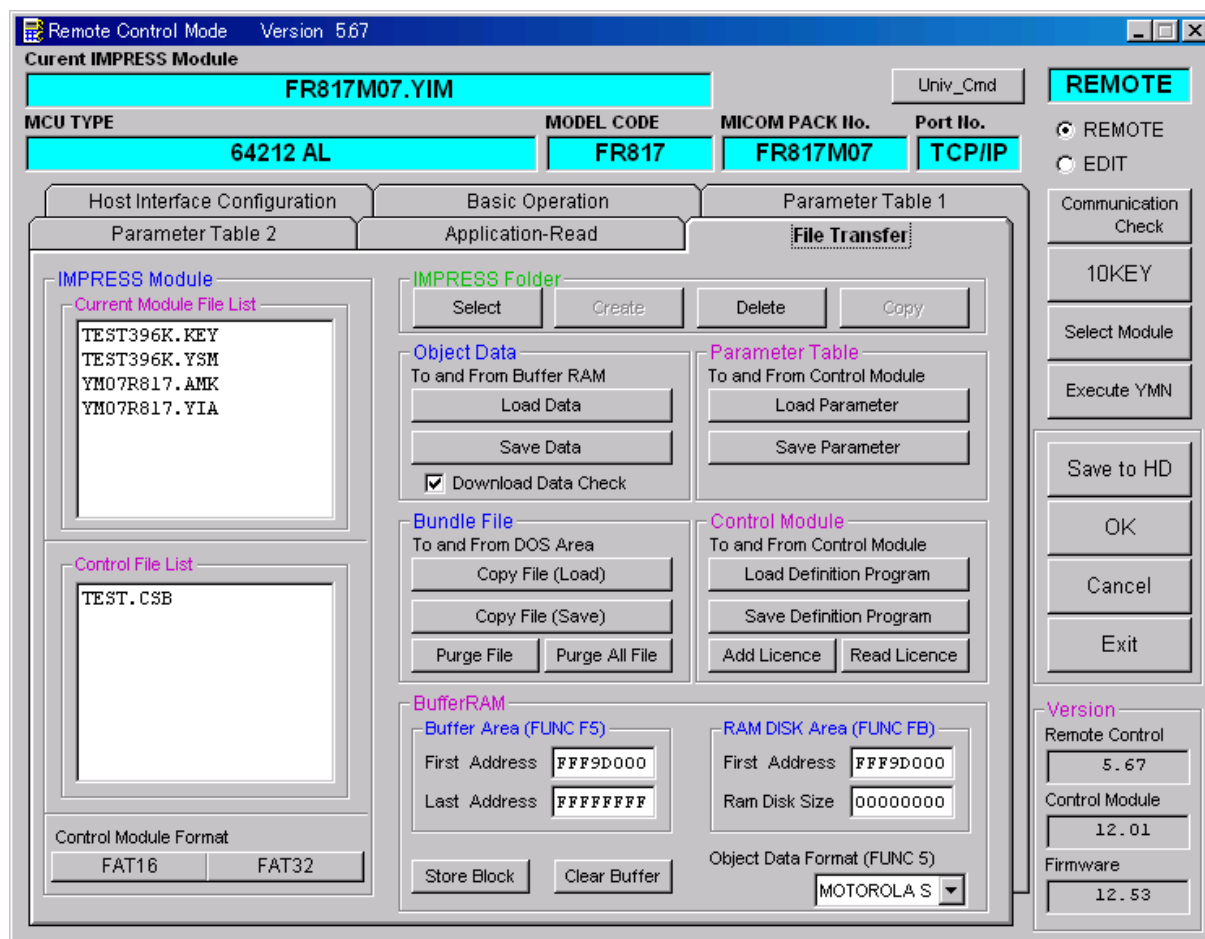 Remote Control Mode Version 5.67
Curent IMPRESS Module
FR817M07.YIM
Univ_Cmd
REMOTE
MCU TYPE
MODEL CODE
MICOM PACK No.
Port No.
64212 AL
FR817
FR817M07
TCP/IP
REMOTE
EDIT
Host Interface Configuration
Basic Operation
Parameter Table 1
Parameter Table 2
Application-Read
File Transfer
IMPRESS Module
Current Module File List
TEST396K.KEY
TEST396K.YSM
YM07R817.AMK
YM07R817.YIA
Control File List
TEST.CSB
Control Module Format
FAT16
FAT32
IMPRESS Folder
Select
Create
Delete
Copy
Object Data
To and From Buffer RAM
Load Data
Save Data
Download Data Check
Parameter Table
To and From Control Module
Load Parameter
Save Parameter
Bundle File
To and From DOS Area
Copy File (Load)
Copy File (Save)
Purge File
Purge All File
Control Module
To and From Control Module
Load Definition Program
Save Definition Program
Add Licence
Read Licence
BufferRAM
Buffer Area (FUNC F5)
First Address
FFF9D000
Last Address
FFFFFFFF
RAM DISK Area (FUNC FB)
First Address
FFF9D000
Ram Disk Size
00000000
Store Block
Clear Buffer
Object Data Format (FUNC 5)
MOTOROLA S
Communication
Check
10KEY
Select Module
Execute YMN
Save to HD
OK
Cancel
Exit
Version
Remote Control
5.67
Control Module
12.01
Firmware
12.53